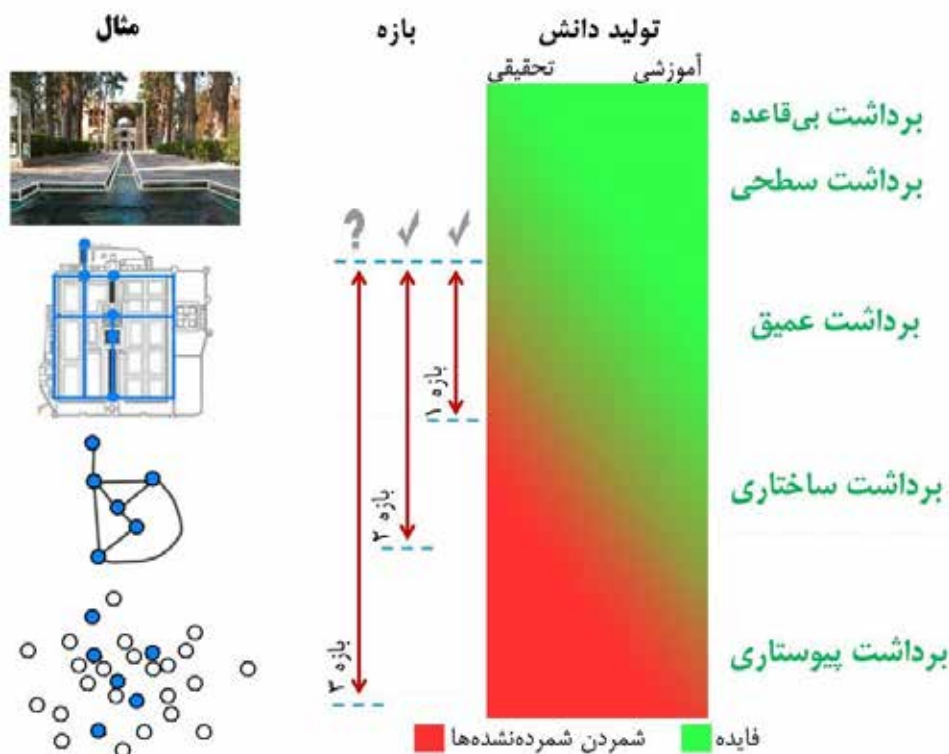 تولید دانش
بازه
مثال
آموزشی
تحقیقی
برداشت بی‌قاعده
برداشت سطحی
برداشت عمیق
برداشت ساختاری
برداشت پیوستاری
✓
✓
?
بازه ۱
بازه ۲
بازه ۳
فایده
شمردن شمرده‌نشده‌ها